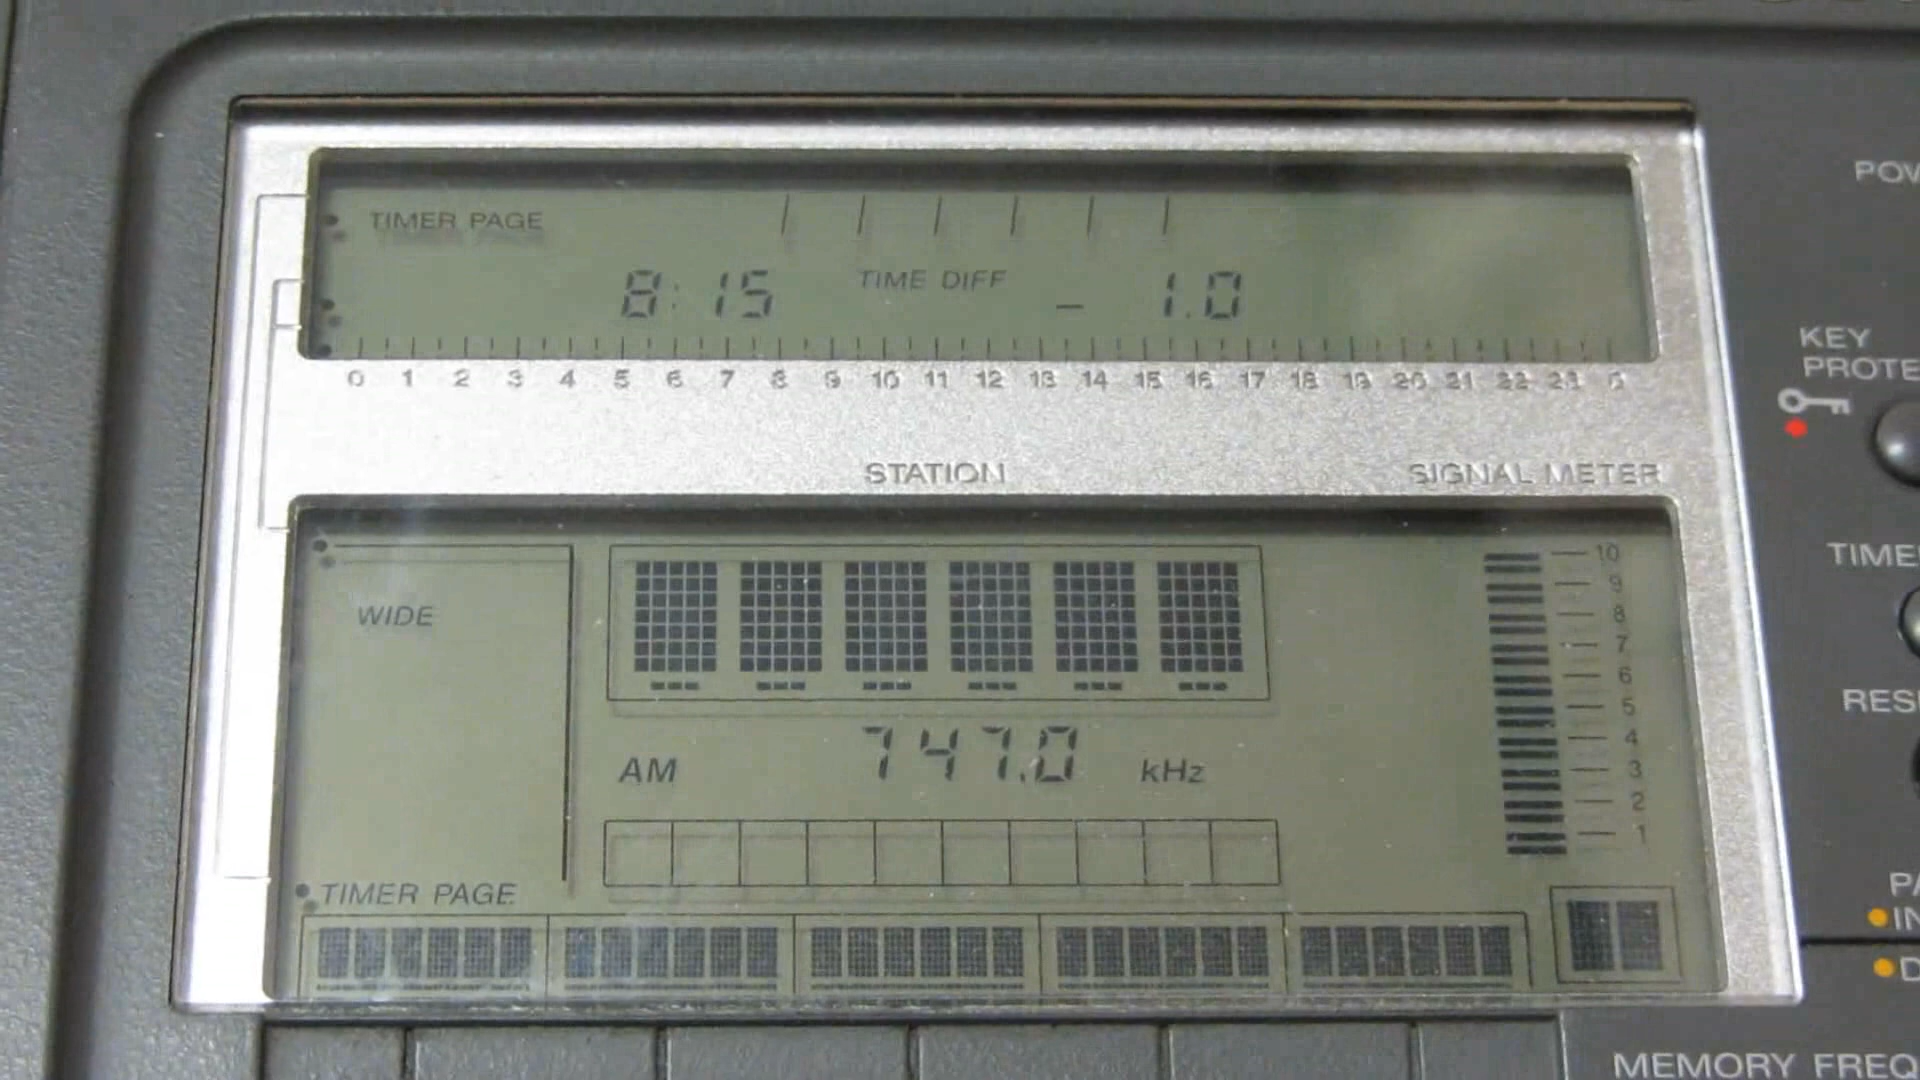 POW
TIMER PAGE
8:15 TIME DIFF - 1.0
KEY
PROTE
0 1 2 3 4 5 6 7 8 9 10 11 12 13 14 15 16 17 18 19 20 21 22 23 0
STATION SIGNAL METER
10
9
8
7
6
5
4
3
2
1
WIDE
TIME
AM 747.0 kHz
RES
TIMER PAGE
PA
IN
D
MEMORY FREQ